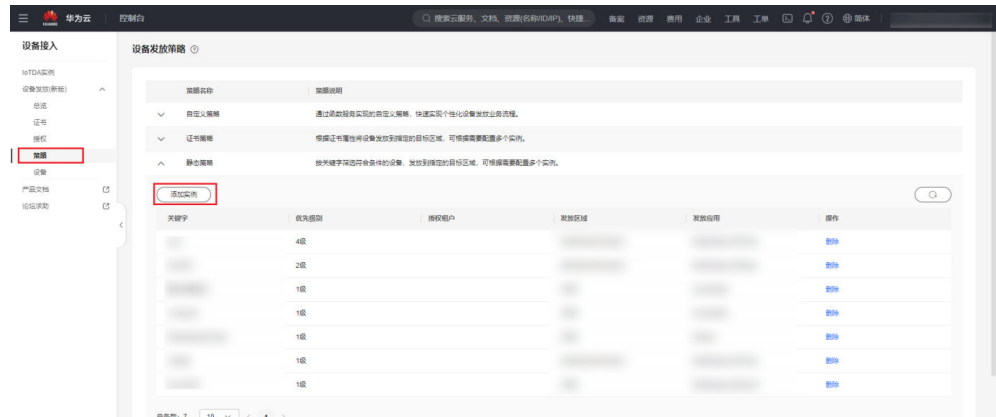 华为云 控制台 搜索云服务、文档、资源(名称/ID/IP)、快捷... 备案 资源 费用 企业 工具 工单 简体
HUAWEI
设备接入
设备发放策略
IoTDA实例
设备发放(新版)
总览
证书
授权
策略
设备
产品文档
论坛求助
策略名称 策略说明
自定义策略 通过函数服务实现的自定义策略，快速实现个性化设备发放业务流程。
证书策略 根据证书属性将设备发放到指定的目标区域，可根据需要配置多个实例。
静态策略 按关键字筛选符合条件的设备，发放到指定的目标区域，可根据需要配置多个实例。
添加实例
关键字 优先级别 授权租户 发放区域 发放应用 操作
4级 删除
2级 删除
1级 删除
1级 删除
1级 删除
1级 删除
1级 删除
总条数: 7 10 1